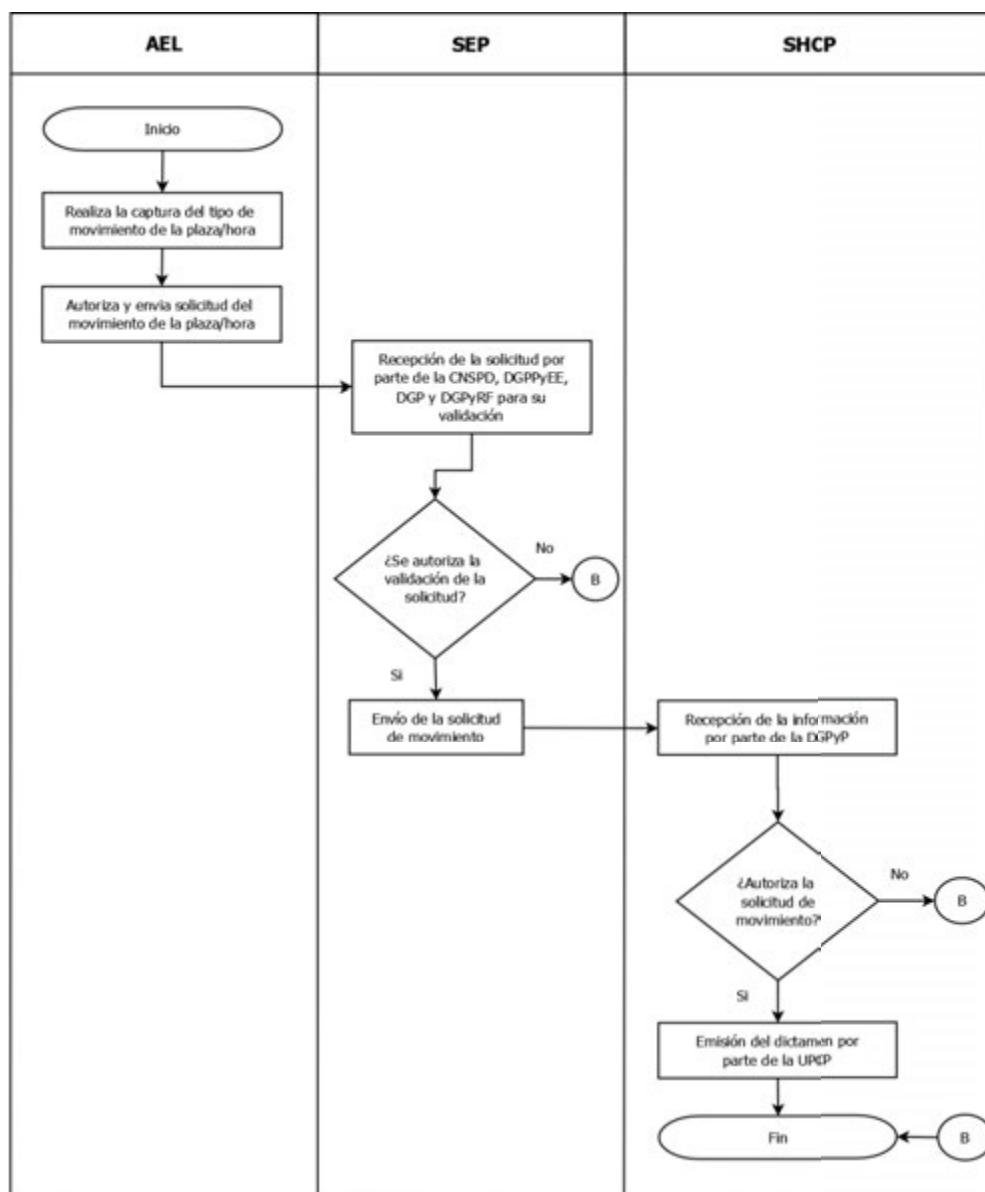 AEL
SEP
SHCP
Inicio
Realiza la captura del tipo de
movimiento de la plaza/hora
Autoriza y envia solicitud del
movimiento de la plaza/hora
Recepción de la solicitud por
parte de la CNSPD, DGPPyEE,
DGP y DGPyRF para su
validación
¿Se autoriza la
validación de la
solicitud?
No
B
Si
Envío de la solicitud
de movimiento
Recepción de la información
por parte de la DGPyP
¿Autoriza la
solicitud de
movimiento?
No
B
Si
Emisión del dictamen por
parte de la UPCP
Fin
B